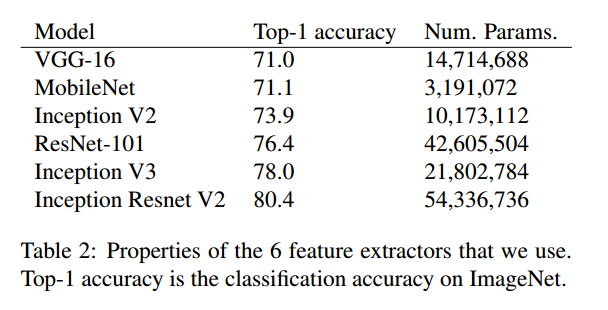 Model Top-1 accuracy Num. Params.
VGG-16 71.0 14,714,688
MobileNet 71.1 3,191,072
Inception V2 73.9 10,173,112
ResNet-101 76.4 42,605,504
Inception V3 78.0 21,802,784
Inception Resnet V2 80.4 54,336,736
Table 2: Properties of the 6 feature extractors that we use.
Top-1 accuracy is the classification accuracy on ImageNet.